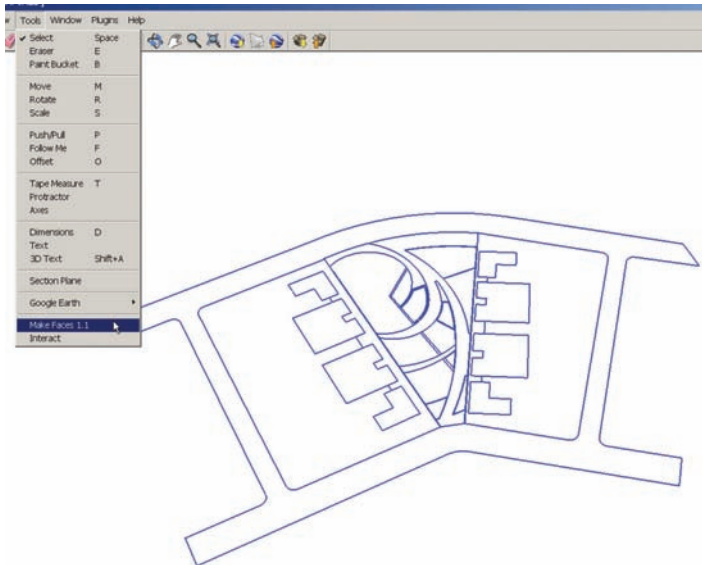 Tools Window Plugins Help
Select Space
Eraser E
Paint Bucket B
Move M
Rotate R
Scale S
Push/Pull P
Follow Me F
Offset O
Tape Measure T
Protractor
Axes
Dimensions D
Text
3D Text Shift+A
Section Plane
Google Earth
Make Faces 1.1
Interact